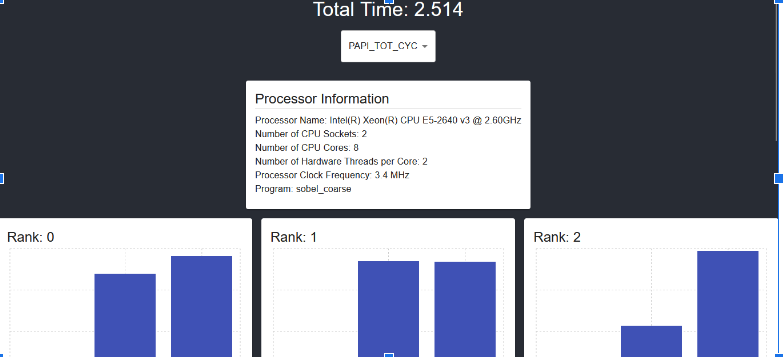 Total Time: 2.514
PAPI_TOT_CYC
Processor Information
Processor Name: Intel(R) Xeon(R) CPU E5-2640 v3 @ 2.60GHz
Number of CPU Sockets: 2
Number of CPU Cores: 8
Number of Hardware Threads per Core: 2
Processor Clock Frequency: 3.4 MHz
Program: sobel_coarse
Rank: 0
Rank: 1
Rank: 2